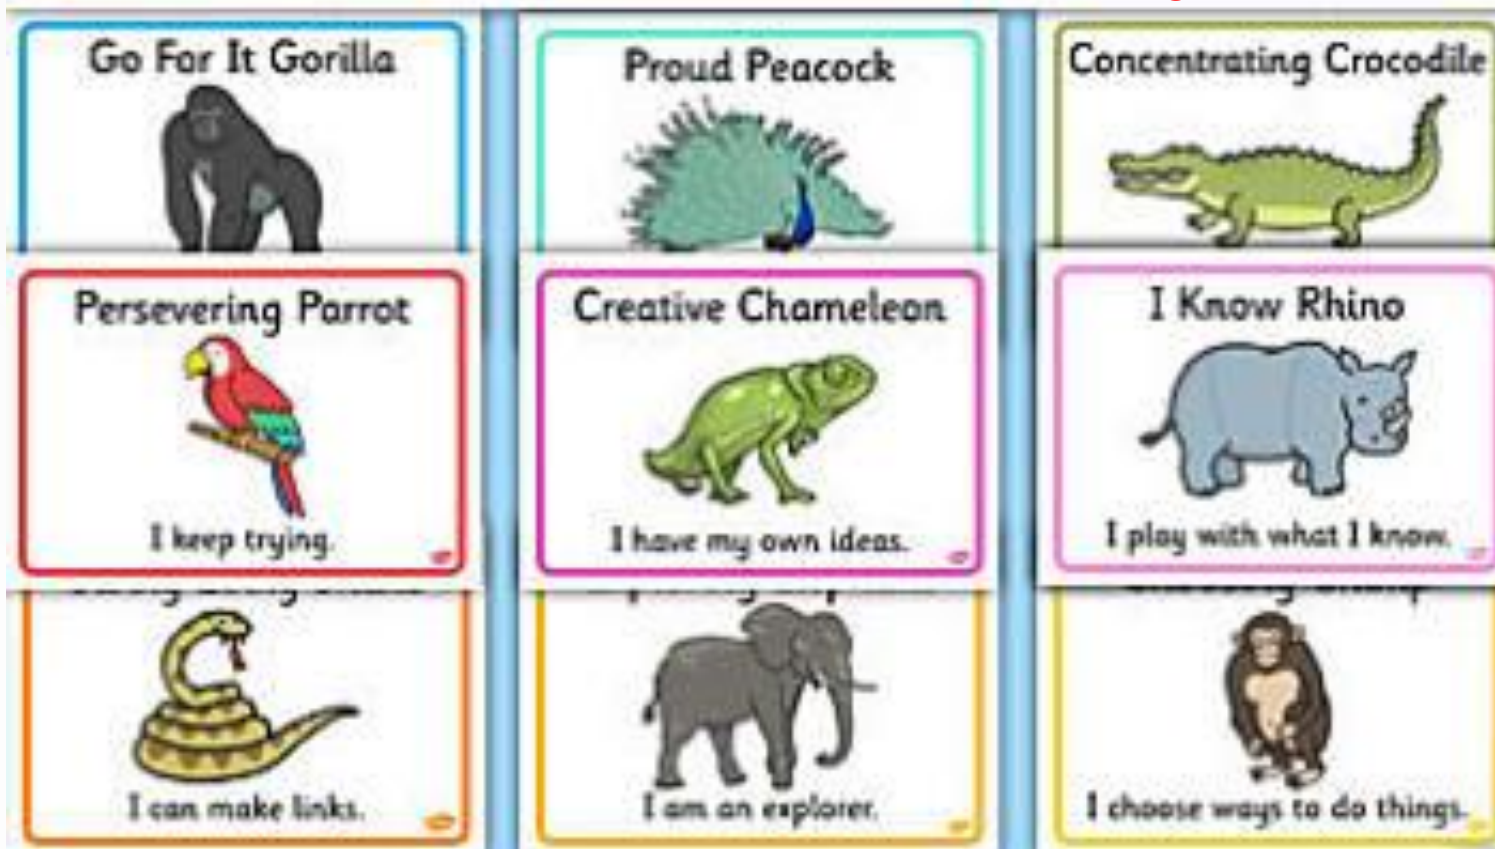 Go For It Gorilla
Proud Peacock
Concentrating Crocodile
Persevering Parrot
I keep trying.
Creative Chameleon
I have my own ideas.
I Know Rhino
I play with what I know.
I can make links.
I am an explorer.
I choose ways to do things.